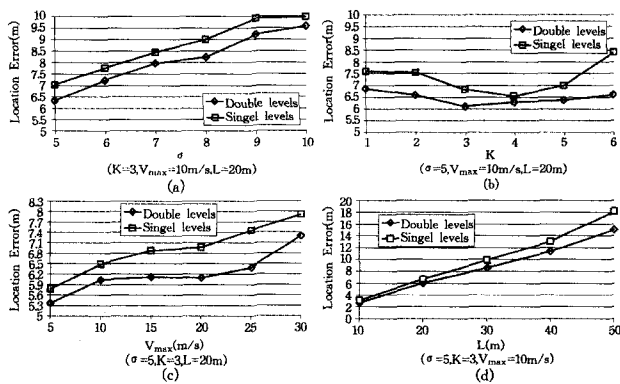 Location Error(m)
10
9.5
9
8.5
8
7.5
7
6.5
6
5.5
5
Double levels
Singel levels
5 6 7 8 9 10
σ
(K=3,Vmax=10m/s,L=20m)
(a)
Location Error(m)
10
9.5
9
8.5
8
7.5
7
6.5
6
5.5
5
Double levels
Singel levels
1 2 3 4 5 6
K
(σ=5,Vmax=10m/s,L=20m)
(b)
Location Error(m)
8.3
8
7.7
7.4
7.1
6.8
6.5
6.2
5.9
5.6
5.3
5
Double levels
Singel levels
5 10 15 20 25 30
Vmax(m/s)
(σ=5,K=3,L=20m)
(c)
Location Error(m)
20
18
16
14
12
10
8
6
4
2
0
Double levels
Singel levels
10 20 30 40 50
L(m)
(σ=5,K=3,Vmax=10m/s)
(d)